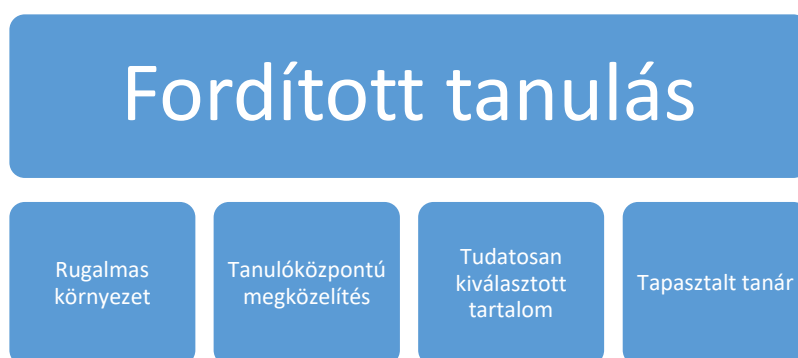 Fordított tanulás
Rugalmas
környezet
Tanulóközpontú
megközelítés
Tudatosan
kiválasztott
tartalom
Tapasztalt tanár